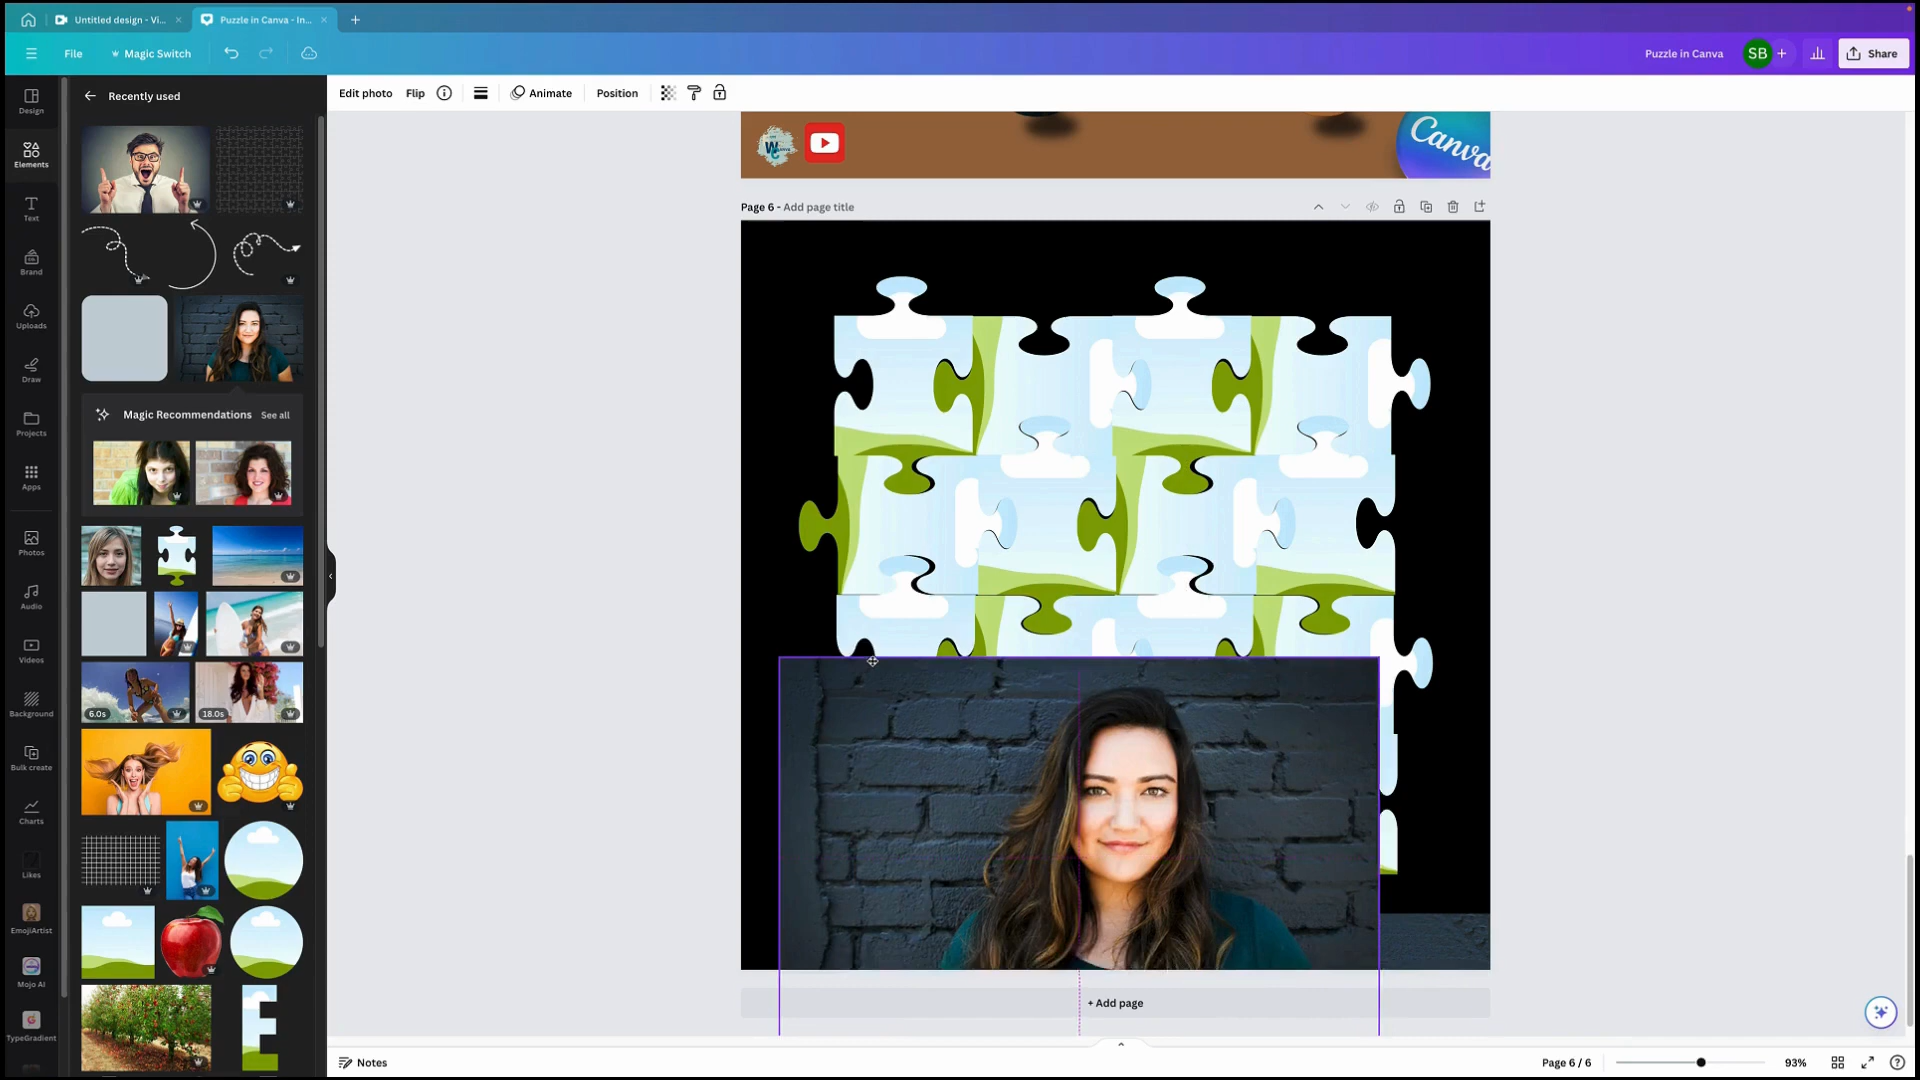 Untitled design - Vi...
Puzzle in Canva - In...
File
Magic Switch
Puzzle in Canva
SB
Share
Design
Elements
Text
Brand
Uploads
Draw
Projects
Apps
Photos
Audio
Videos
Background
Bulk create
Charts
Likes
EmojiArtist
Mojo AI
TypeGradient
Recently used
Magic Recommendations
See all
6.0s
18.0s
Edit photo
Flip
Animate
Position
Canva
Page 6 - Add page title
+ Add page
Notes
Page 6 / 6
93%